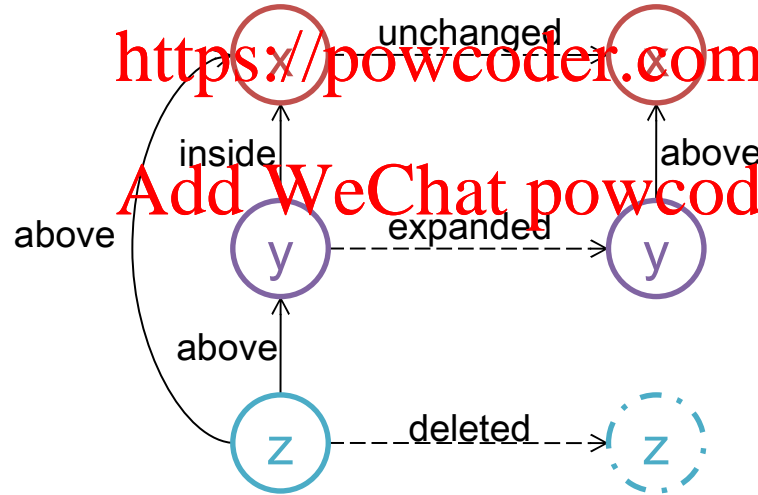 unchanged
https://powcoder.com
x
x
inside
above
Add WeChat powcod
above
expanded
y
y
above
deleted
z
z